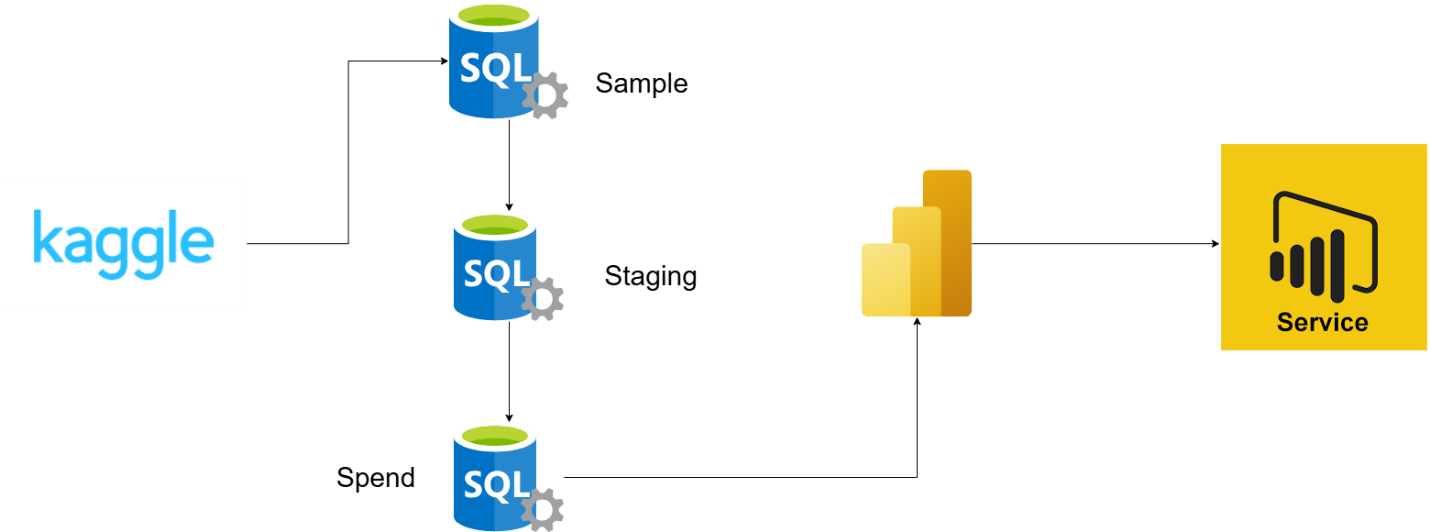 SQL
Sample
kaggle
SQL
Staging
Service
Spend
SQL